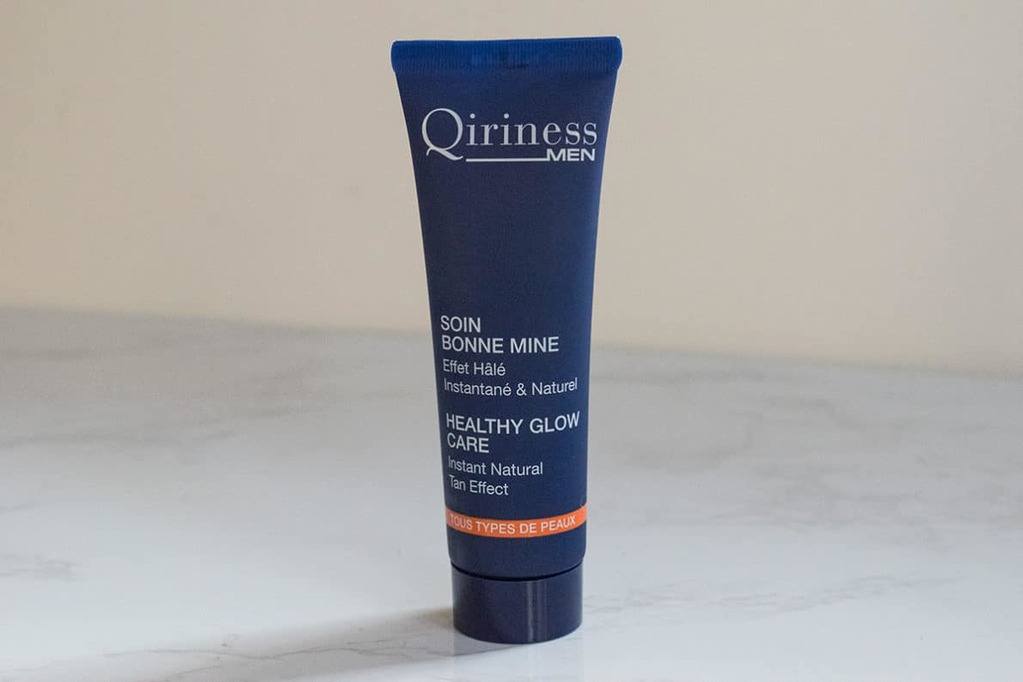 Qiriness
MEN
SOIN
BONNE MINE
Effet Hâlé
Instantané & Naturel
HEALTHY GLOW
CARE
Instant Natural
Tan Effect
TOUS TYPES DE PEAUX